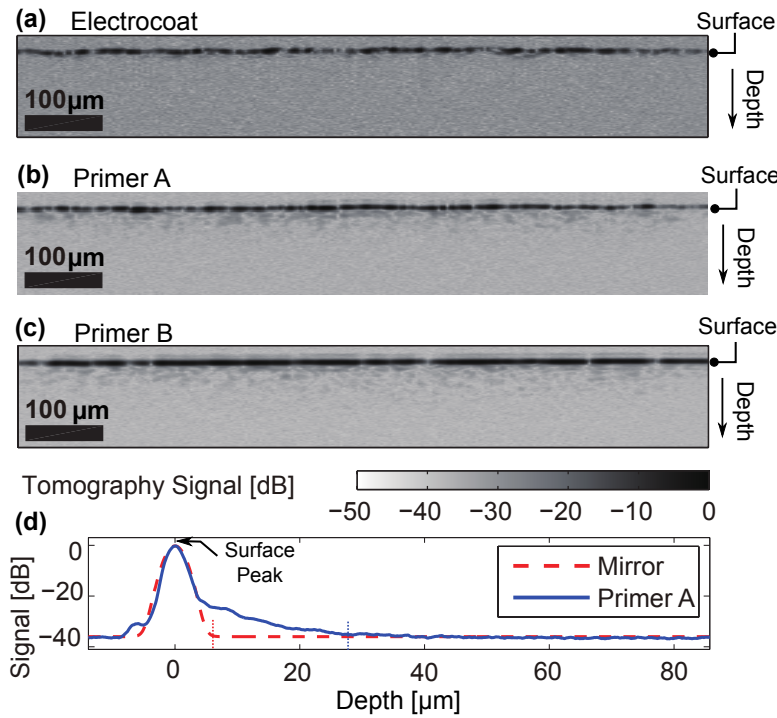 (a) Electrocoat
Surface
Depth
100µm
(b) Primer A
Surface
Depth
100µm
(c) Primer B
Surface
Depth
100 µm
Tomography Signal [dB]
−50 −40 −30 −20 −10 0
(d)
Signal [dB]
0
−20
−40
Surface
Peak
Mirror
Primer A
0 20 40 60 80
Depth [µm]